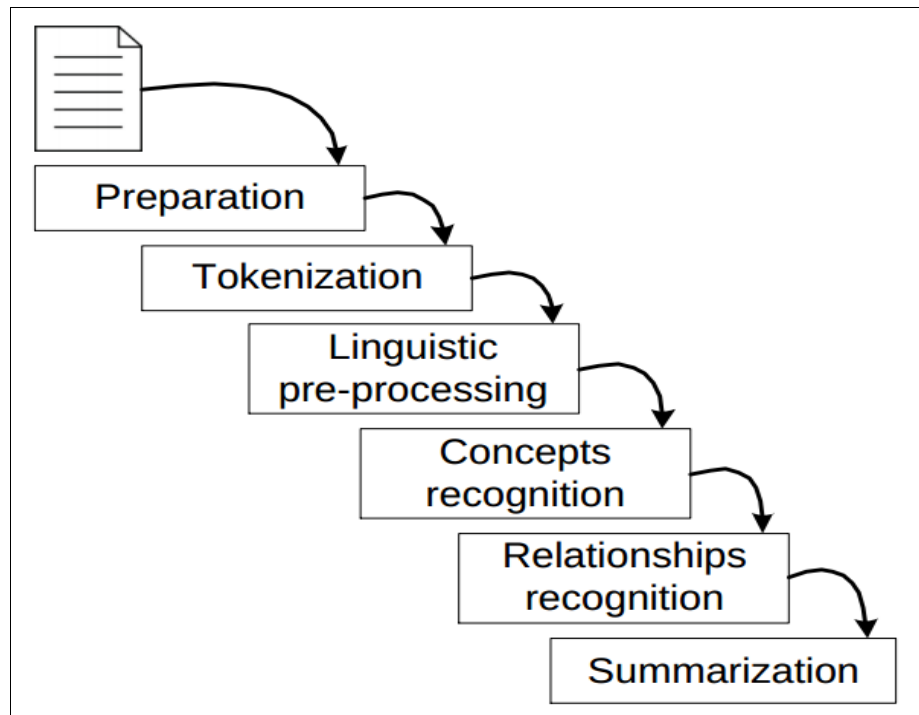 Preparation
Tokenization
Linguistic
pre-processing
Concepts
recognition
Relationships
recognition
Summarization